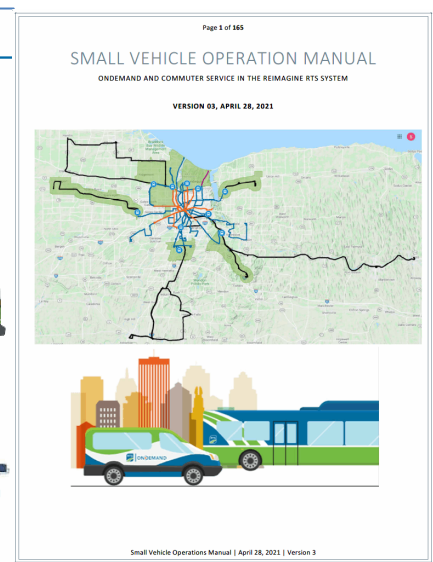 Page 1 of 165
SMALL VEHICLE OPERATION MANUAL
ONDEMAND AND COMMUTER SERVICE IN THE REIMAGINE RTS SYSTEM
VERSION 03, APRIL 28, 2021
ONDEMAND
Small Vehicle Operations Manual | April 28, 2021 | Version 3